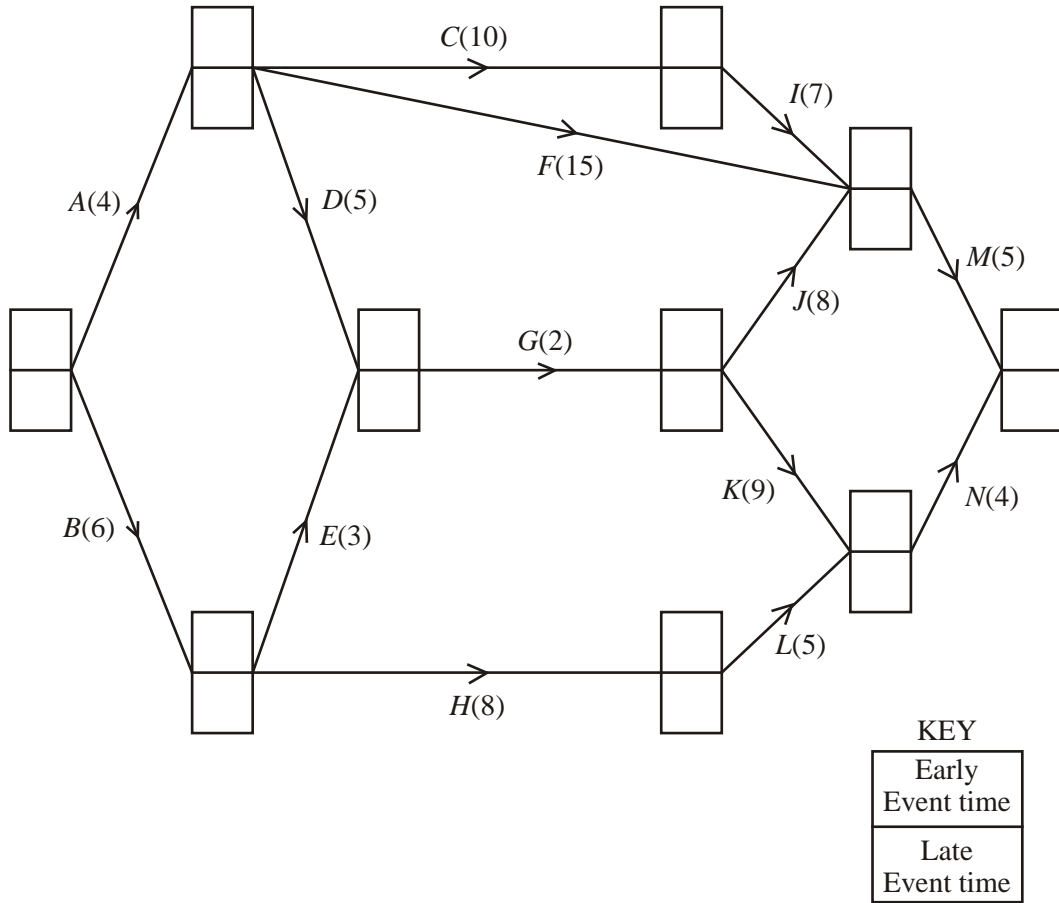 C(10)
I(7)
F(15)
A(4)
D(5)
M(5)
J(8)
G(2)
K(9)
N(4)
B(6)
E(3)
L(5)
H(8)
KEY
Early
Event time
Late
Event time